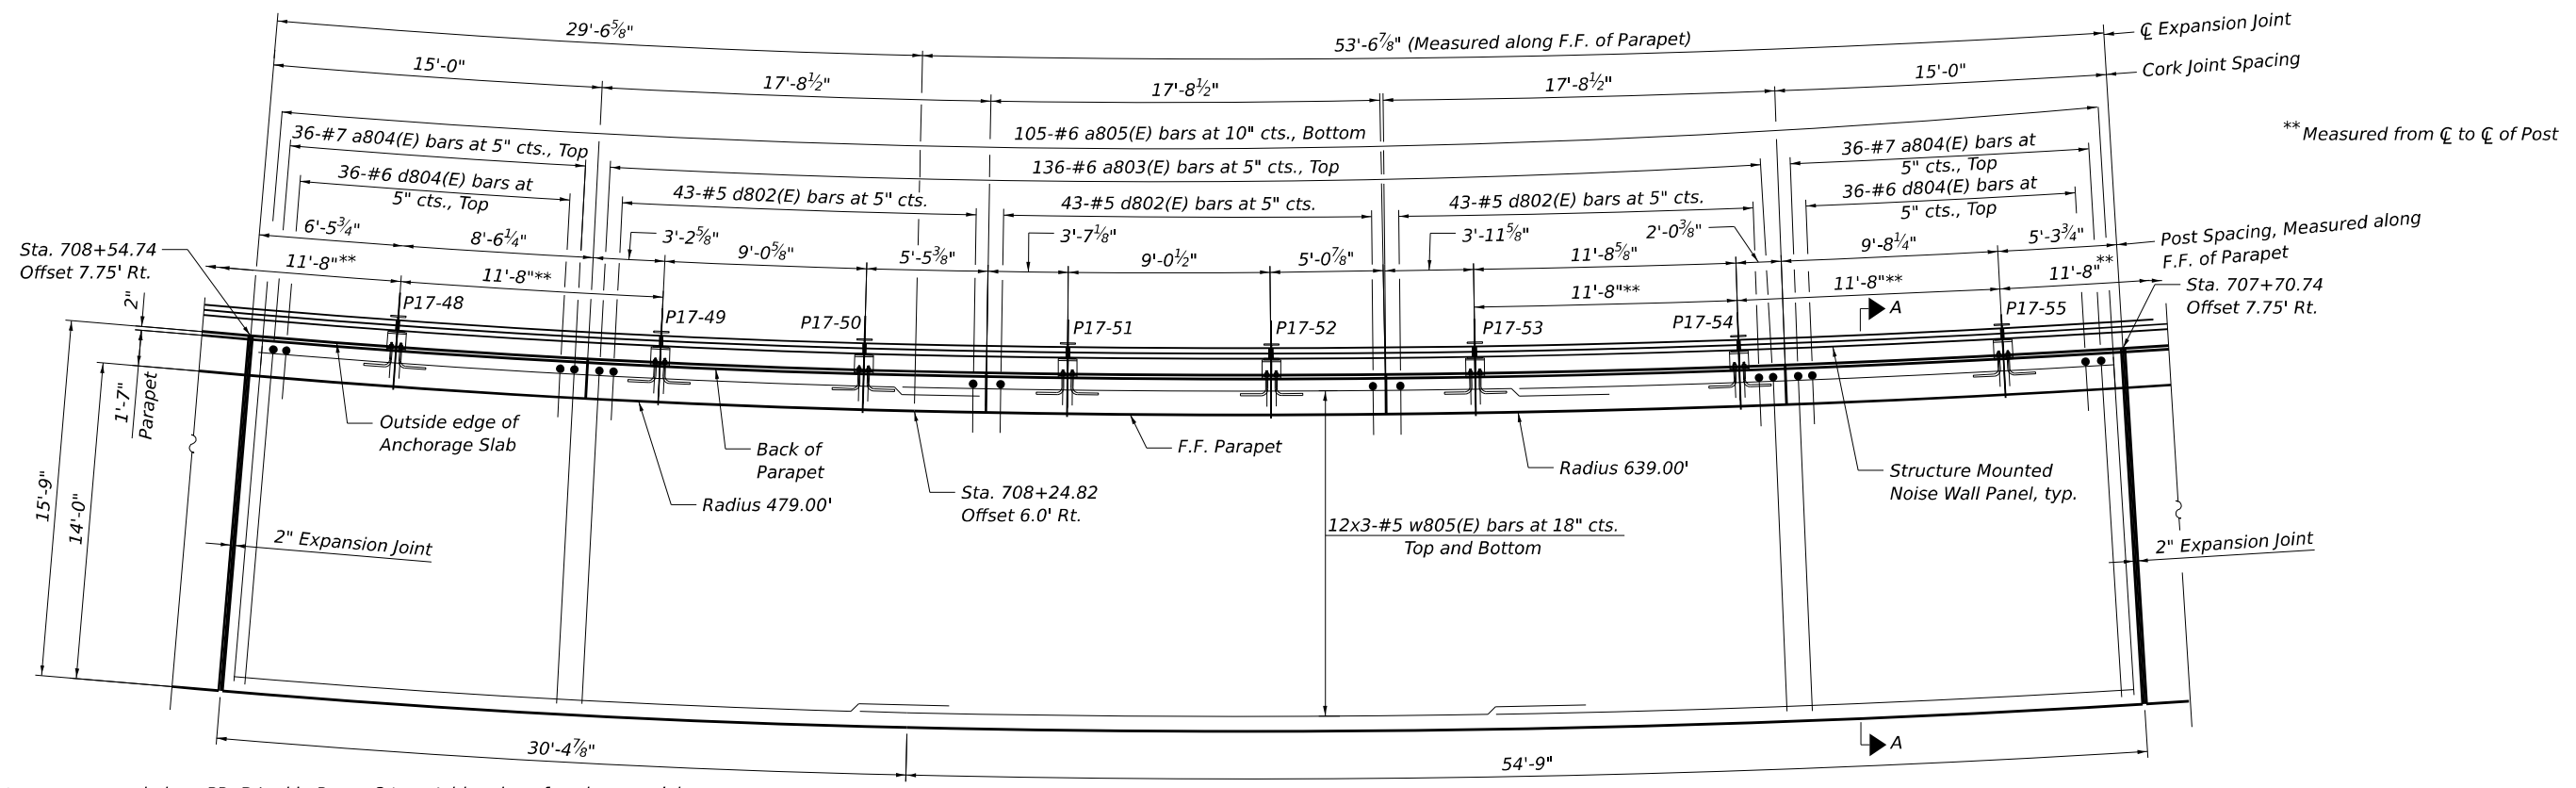 29'-6⅝"
53'-6⅞" (Measured along F.F. of Parapet)
℄ Expansion Joint
15'-0"
17'-8½"
17'-8½"
17'-8½"
15'-0"
Cork Joint Spacing
**Measured from ℄ to ℄ of Post
105-#6 a805(E) bars at 10" cts., Bottom
36-#7 a804(E) bars at 5" cts., Top
136-#6 a803(E) bars at 5" cts., Top
36-#7 a804(E) bars at
5" cts., Top
36-#6 d804(E) bars at
5" cts., Top
43-#5 d802(E) bars at 5" cts.
43-#5 d802(E) bars at 5" cts.
43-#5 d802(E) bars at 5" cts.
36-#6 d804(E) bars at
5" cts., Top
6'-5¾"
8'-6¼"
3'-2⅝"
9'-0⅝"
5'-5⅜"
3'-7⅛"
9'-0½"
5'-0⅞"
3'-11⅝"
11'-8⅝"
2'-0⅜"
9'-8¼"
5'-3¾"
Post Spacing, Measured along
F.F. of Parapet
Sta. 708+54.74
Offset 7.75' Rt.
11'-8"**
11'-8"**
11'-8"**
11'-8"**
11'-8"**
Sta. 707+70.74
Offset 7.75' Rt.
2"
P17-48
P17-49
P17-50
P17-51
P17-52
P17-53
P17-54
P17-55
A
1'-7"
Parapet
15'-9"
14'-0"
Outside edge of
Anchorage Slab
Back of
Parapet
Radius 479.00'
Sta. 708+24.82
Offset 6.0' Rt.
F.F. Parapet
Radius 639.00'
Structure Mounted
Noise Wall Panel, typ.
12x3-#5 w805(E) bars at 18" cts.
Top and Bottom
2" Expansion Joint
2" Expansion Joint
A
30'-4⅞"
54'-9"